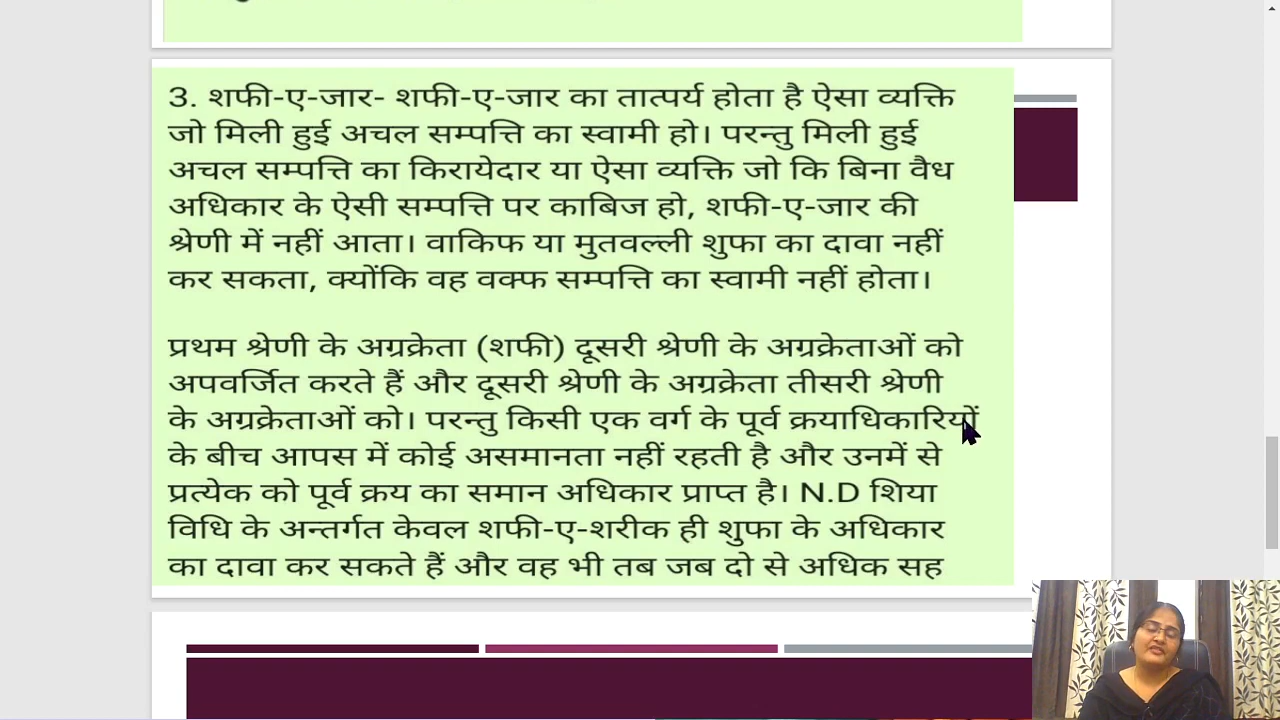 3. शफी-ए-जार- शफी-ए-जार का तात्पर्य होता है ऐसा व्यक्ति
जो मिली हुई अचल सम्पत्ति का स्वामी हो। परन्तु मिली हुई
अचल सम्पत्ति का किरायेदार या ऐसा व्यक्ति जो कि बिना वैध
अधिकार के ऐसी सम्पत्ति पर काबिज हो, शफी-ए-जार की
श्रेणी में नहीं आता। वाकिफ या मुतवल्ली शुफा का दावा नहीं
कर सकता, क्योंकि वह वक्फ सम्पत्ति का स्वामी नहीं होता।
प्रथम श्रेणी के अग्रक्रेता (शफी) दूसरी श्रेणी के अग्रक्रेताओं को
अपवर्जित करते हैं और दूसरी श्रेणी के अग्रक्रेता तीसरी श्रेणी
के अग्रक्रेताओं को। परन्तु किसी एक वर्ग के पूर्व क्रयाधिकारियों
के बीच आपस में कोई असमानता नहीं रहती है और उनमें से
प्रत्येक को पूर्व क्रय का समान अधिकार प्राप्त है। N.D शिया
विधि के अन्तर्गत केवल शफी-ए-शरीक ही शुफा के अधिकार
का दावा कर सकते हैं और वह भी तब जब दो से अधिक सह